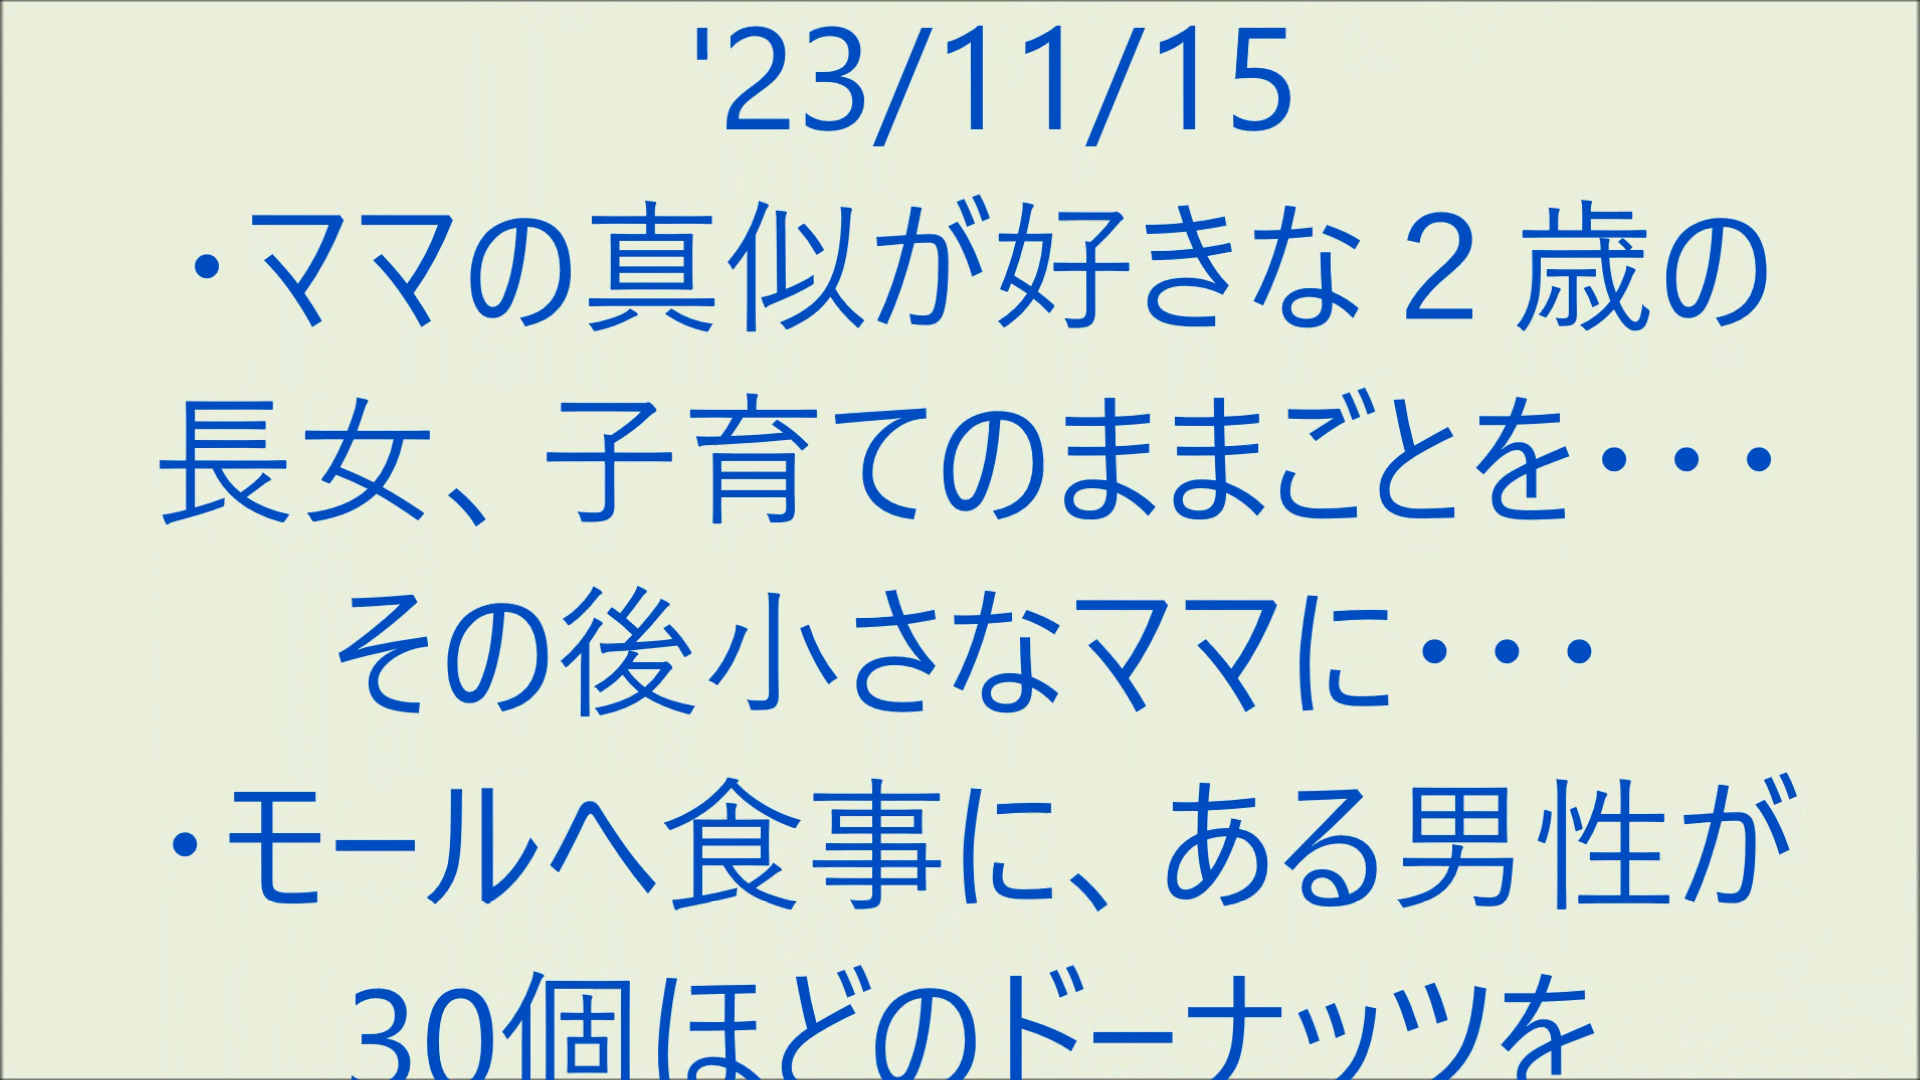 '23/11/15
・ママの真似が好きな２歳の
長女、子育てのままごとを・・・
その後小さなママに・・・
・モールへ食事に、ある男性が
30個ほどのドーナッツを